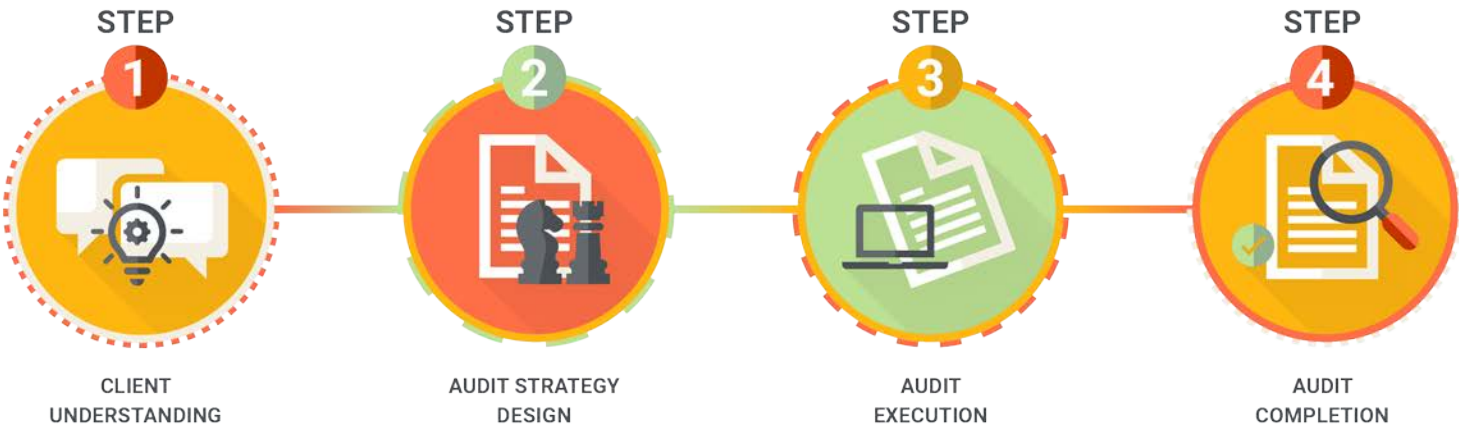 STEP
1
CLIENT
UNDERSTANDING
STEP
2
AUDIT STRATEGY
DESIGN
STEP
3
AUDIT
EXECUTION
STEP
4
AUDIT
COMPLETION